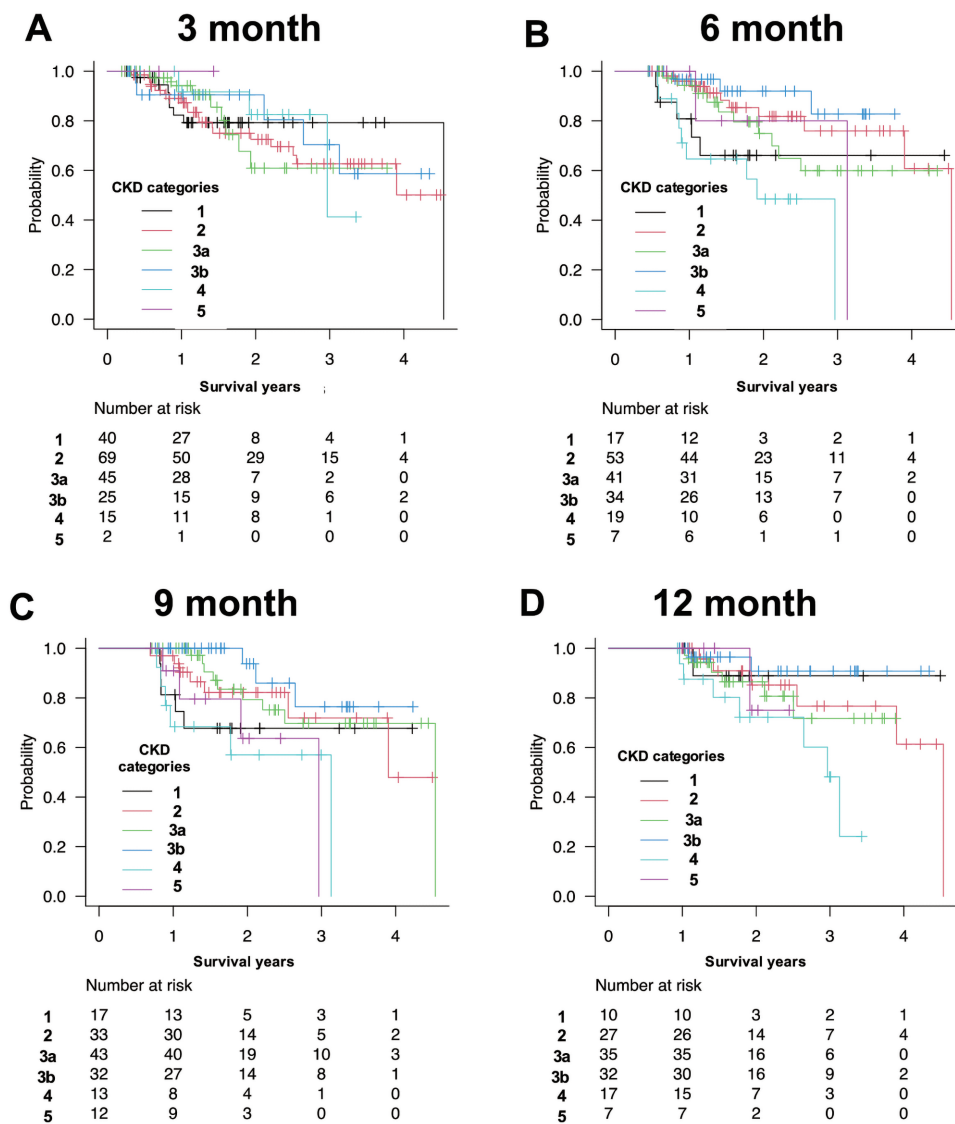 A 3 month
1.0
0.8
0.6
0.4
0.2
0.0
Probability
CKD categories
1
2
3a
3b
4
5
0 1 2 3 4
Survival years
Number at risk
1 40 27 8 4 1
2 69 50 29 15 4
3a 45 28 7 2 0
3b 25 15 9 6 2
4 15 11 8 1 0
5 2 1 0 0 0
B 6 month
1.0
0.8
0.6
0.4
0.2
0.0
Probability
CKD categories
1
2
3a
3b
4
5
0 1 2 3 4
Survival years
Number at risk
1 17 12 3 2 1
2 53 44 23 11 4
3a 41 31 15 7 2
3b 34 26 13 7 0
4 19 10 6 0 0
5 7 6 1 1 0
C 9 month
1.0
0.8
0.6
0.4
0.2
0.0
Probability
CKD
categories
1
2
3a
3b
4
5
0 1 2 3 4
Survival years
Number at risk
1 17 13 5 3 1
2 33 30 14 5 2
3a 43 40 19 10 3
3b 32 27 14 8 1
4 13 8 4 1 0
5 12 9 3 0 0
D 12 month
1.0
0.8
0.6
0.4
0.2
0.0
Probability
CKD categories
1
2
3a
3b
4
5
0 1 2 3 4
Survival years
Number at risk
1 10 10 3 2 1
2 27 26 14 7 4
3a 35 35 16 6 0
3b 32 30 16 9 2
4 17 15 7 3 0
5 7 7 2 0 0